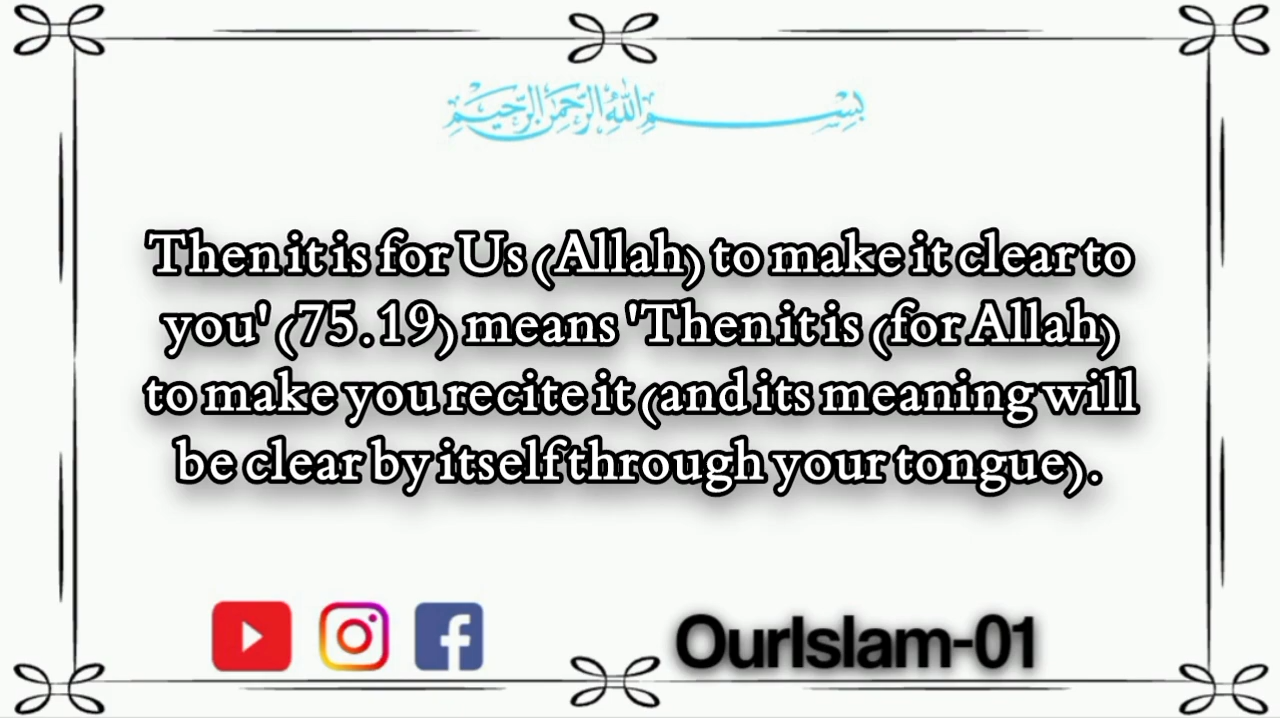 بسم الله الرحمن الرحيم
Then it is for Us (Allah) to make it clear to
you' (75.19) means 'Then it is (for Allah)
to make you recite it (and its meaning will
be clear by itself through your tongue).
OurIslam-01